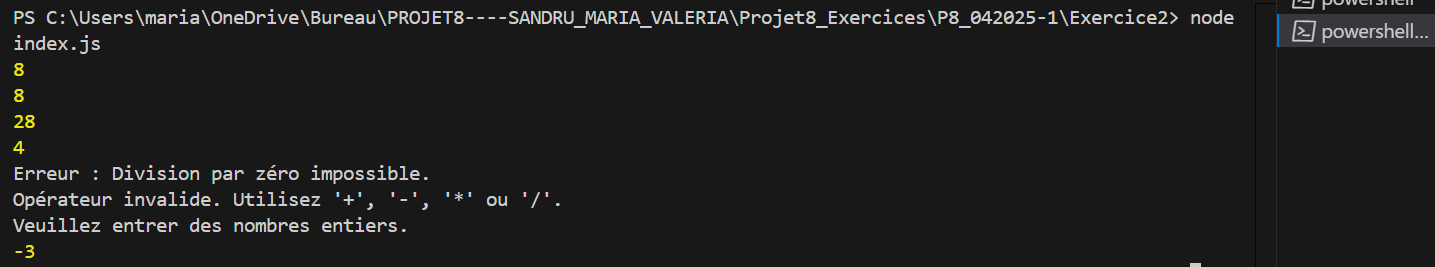 powershell
PS C:\Users\maria\OneDrive\Bureau\PROJET8----SANDRU_MARIA_VALERIA\Projet8_Exercices\P8_042025-1\Exercice2> node
index.js
powershell...
8
8
28
4
Erreur : Division par zéro impossible.
Opérateur invalide. Utilisez '+', '-', '*' ou '/'.
Veuillez entrer des nombres entiers.
-3